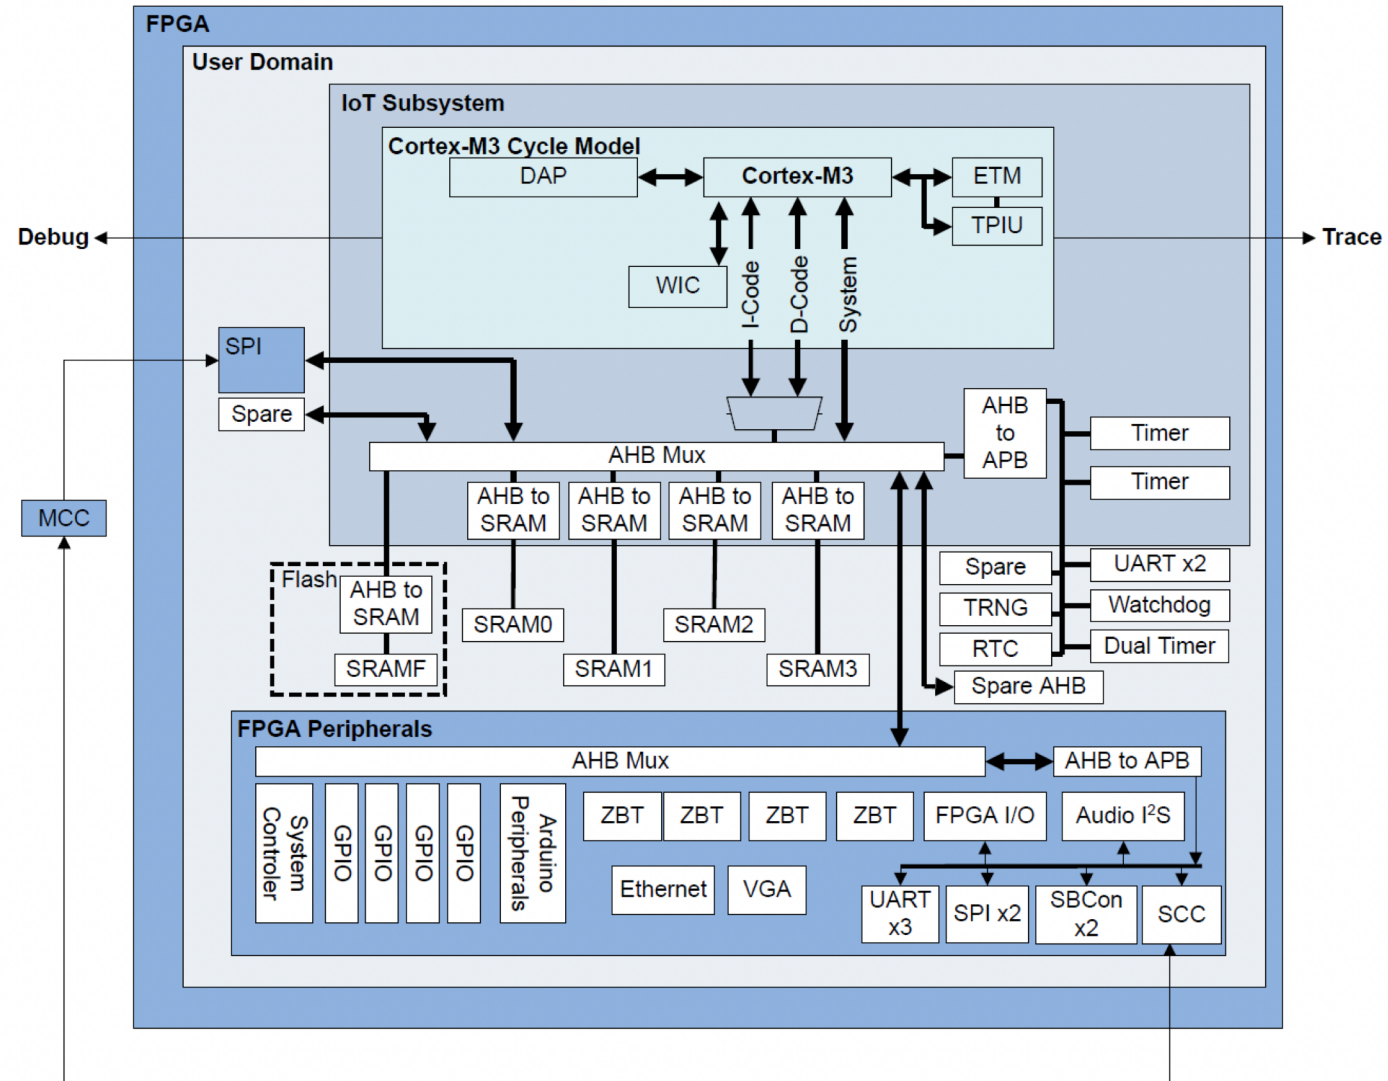 FPGA
User Domain
IoT Subsystem
Cortex-M3 Cycle Model
DAP
Cortex-M3
ETM
TPIU
WIC
I-Code
D-Code
System
Debug
Trace
SPI
Spare
MCC
AHB Mux
AHB
to
APB
Timer
Timer
AHB to
SRAM
AHB to
SRAM
AHB to
SRAM
AHB to
SRAM
Flash
AHB to
SRAM
SRAMF
SRAM0
SRAM1
SRAM2
SRAM3
Spare
TRNG
RTC
UART x2
Watchdog
Dual Timer
Spare AHB
FPGA Peripherals
AHB Mux
AHB to APB
System
Controler
GPIO
GPIO
GPIO
GPIO
Arduino
Peripherals
ZBT
ZBT
ZBT
ZBT
FPGA I/O
Audio I²S
Ethernet
VGA
UART
x3
SPI x2
SBCon
x2
SCC